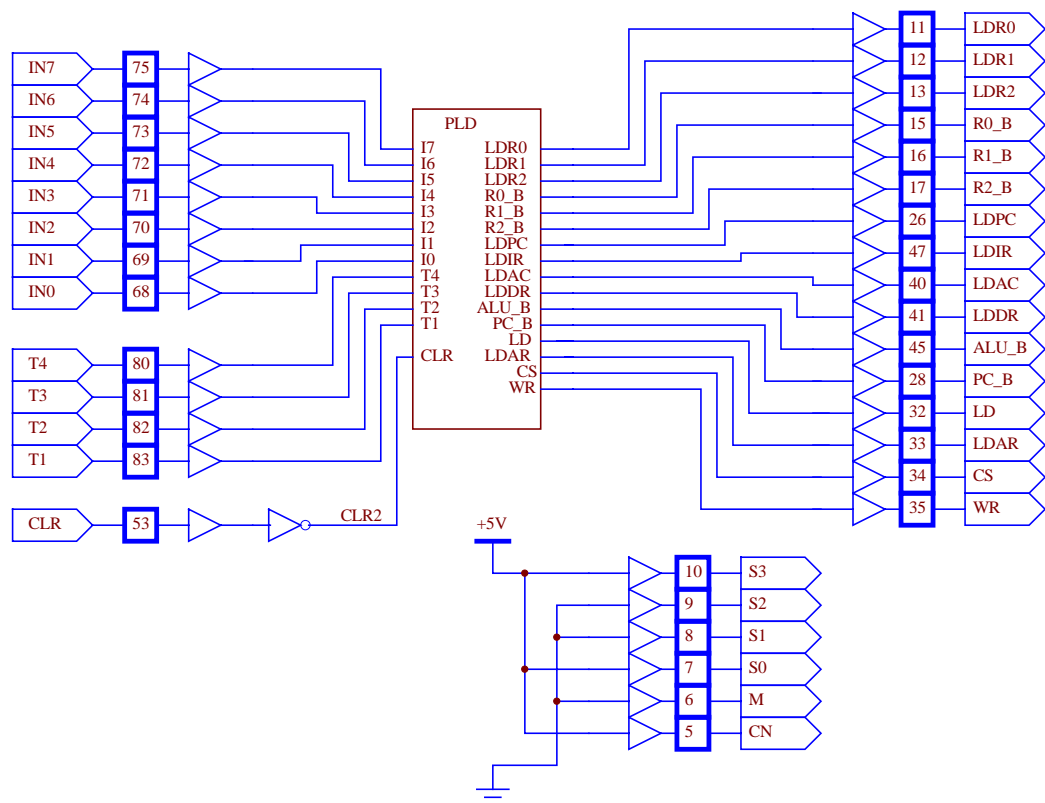 IN7 75
IN6 74
IN5 73
IN4 72
IN3 71
IN2 70
IN1 69
IN0 68
T4 80
T3 81
T2 82
T1 83
CLR 53 CLR2
PLD
I7 LDR0
I6 LDR1
I5 LDR2
I4 R0_B
I3 R1_B
I2 R2_B
I1 LDPC
I0 LDIR
T4 LDAC
T3 LDDR
T2 ALU_B
T1 PC_B
LD
CLR LDAR
CS
WR
11 LDR0
12 LDR1
13 LDR2
15 R0_B
16 R1_B
17 R2_B
26 LDPC
47 LDIR
40 LDAC
41 LDDR
45 ALU_B
28 PC_B
32 LD
33 LDAR
34 CS
35 WR
+5V
10 S3
9 S2
8 S1
7 S0
6 M
5 CN